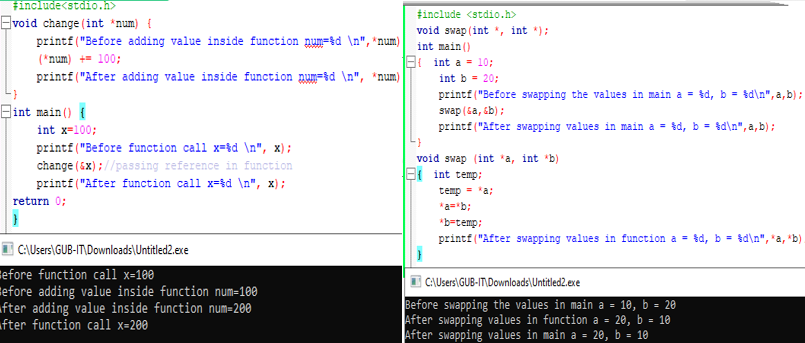 #include<stdio.h>
void change(int *num) {
printf("Before adding value inside function num=%d \n",*num)
(*num) += 100;
printf("After adding value inside function num=%d \n", *num)
}
int main() {
int x=100;
printf("Before function call x=%d \n", x);
change(&x);//passing reference in function
printf("After function call x=%d \n", x);
return 0;
}
C:\Users\GUB-IT\Downloads\Untitled2.exe
Before function call x=100
Before adding value inside function num=100
After adding value inside function num=200
After function call x=200
#include <stdio.h>
void swap(int *, int *);
int main()
{ int a = 10;
int b = 20;
printf("Before swapping the values in main a = %d, b = %d\n",a,b);
swap(&a,&b);
printf("After swapping values in main a = %d, b = %d\n",a,b);
}
void swap (int *a, int *b)
{ int temp;
temp = *a;
*a=*b;
*b=temp;
printf("After swapping values in function a = %d, b = %d\n",*a,*b)
}
C:\Users\GUB-IT\Downloads\Untitled2.exe
Before swapping the values in main a = 10, b = 20
After swapping values in function a = 20, b = 10
After swapping values in main a = 20, b = 10